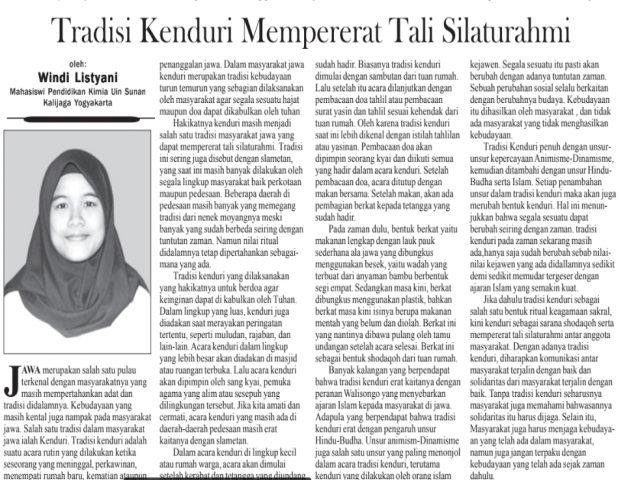 Tradisi Kenduri Mempererat Tali Silaturahmi
oleh:
Windi Listyani
Mahasiswi Pendidikan Kimia Uin Sunan
Kalijaga Yogyakarta
JAWA merupakan salah satu pulau
terkenal dengan masyarakatnya yang
masih mempertahankan adat dan
tradisi didalamnya. Kebudayaan yang
masih kental juga nampak pada masyarakat
jawa. Salah satu tradisi dalam masyarakat
jawa ialah Kenduri. Tradisi kenduri adalah
suatu acara rutin yang dilakukan ketika
seseorang yang meninggal, perkawinan,
menempati rumah baru, kematian ataupun
penanggalan jawa. Dalam masyarakat jawa
kenduri merupakan tradisi kebudayaan
turun temurun yang sebagian dilaksanakan
oleh masyarakat agar segala sesuatu hajat
maupun doa dapat dikabulkan oleh tuhan
Hakikatnya kenduri masih menjadi
salah satu tradisi masyarakat jawa yang
dapat mempererat tali silaturahmi. Tradisi
ini sering juga disebut dengan slametan,
yang saat ini masih banyak dilakukan oleh
segala lingkup masyarakat baik perkotaan
maupun pedesaan. Beberapa daerah di
pedesaan masih banyak yang memegang
tradisi dari nenek moyangnya meski
banyak yang sudah berbeda seiring dengan
tuntutan zaman. Namun nilai ritual
didalamnya tetap dipertahankan sebagai-
mana yang ada.
Tradisi kenduri yang dilaksanakan
yang hakikatnya untuk berdoa agar
keinginan dapat di kabulkan oleh Tuhan.
Dalam lingkup yang luas, kenduri juga
diadakan saat merayakan peringatan
tertentu, seperti muludan, rajaban, dan
lain-lain. Acara kenduri dalam lingkup
yang lebih besar akan diadakan di masjid
atau ruangan terbuka. Lalu acara kenduri
akan dipimpin oleh sang kyai, pemuka
agama yang alim atau sesepuh yang
dilingkungan tersebut. Jika kita amati dan
cermati, acara kenduri yang masih ada di
daerah-daerah pedesaan masih erat
kaitanya dengan slametan.
Dalam acara kenduri di lingkup kecil
atau rumah warga, acara akan dimulai
setelah kerabat dan tetangga yang diundang
sudah hadir. Biasanya tradisi kenduri
dimulai dengan sambutan dari tuan rumah.
Lalu setelah itu acara dilanjutkan dengan
pembacaan doa tahlil atau pembacaan
surat yasin dan tahlil sesuai kehendak dari
tuan rumah. Oleh karena tradisi kenduri
saat ini lebih dikenal dengan istilah tahlilan
atau yasinan. Pembacaan doa akan
dipimpin seorang kyai dan diikuti semua
yang hadir dalam acara kenduri. Setelah
pembacaan doa, acara ditutup dengan
makan bersama. Setelah makan, akan ada
pembagian berkat kepada tetangga yang
sudah hadir.
Pada zaman dulu, bentuk berkat yaitu
makanan lengkap dengan lauk pauk
sederhana ala jawa yang dibungkus
menggunakan besek, yaitu wadah yang
terbuat dari anyaman bambu berbentuk
segi empat. Sedangkan masa kini, berkat
dibungkus menggunakan plastik, bahkan
berkat masa kini isinya berupa makanan
mentah yang belum di diolah. Berkat ini
yang nantinya dibawa pulang oleh tamu
undangan setelah acara selesai. Berkat ini
sebagai bentuk shodaqoh dari tuan rumah.
Banyak kalangan yang berpendapat
bahwa tradisi kenduri erat kaitanya dengan
peranan Walisongo yang menyebarkan
ajaran Islam kepada masyarakat di jawa.
Adapula yang berpendapat bahwa tradisi
kenduri erat dengan pengaruh unsur
Hindu-Budha. Unsur animism-Dinamisme
juga salah satu unsur yang paling menonjol
dalam acara tradisi kenduri, terutama
kenduri yang dilakukan oleh orang islam
kejawen. Segala sesuatu itu pasti akan
berubah dengan adanya tuntutan zaman.
Sebuah perubahan sosial selalu berkaitan
dengan berubahnya budaya. Kebudayaan
itu dihasilkan oleh masyarakat , dan tidak
ada masyarakat yang tidak menghasilkan
kebudayaan.
Tradisi Kenduri penuh dengan unsur-
unsur kepercayaan Animisme-Dinamisme,
kemudian ditambahi dengan unsur Hindu-
Budha serta Islam. Setiap penambahan
unsur dalam tradisi kenduri maka akan juga
merubah bentuk kenduri. Hal ini menun-
jukkan bahwa segala sesuatu dapat
berubah seiring dengan zaman. tradisi
kenduri pada zaman sekarang masih
ada,hanya saja sudah berubah sebab nilai-
nilai kejawen yang ada didallamnya sedikit
demi sedikit memudar tergeser dengan
ajaran Islam yang semakin kuat.
Jika dahulu tradisi kenduri sebagai
salah satu bentuk ritual keagamaan sakral,
kini kenduri sebagai sarana shodaqoh serta
mempererat tali silaturahmi antar anggota
masyarakat. Dengan adanya tradisi
kenduri, diharapkan komunikasi antar
masyarakat terjalin dengan baik dan
solidaritas dari masyarakat terjalin dengan
baik. Tanpa tradisi kenduri seharusnya
masyarakat juga memahami bahwasannya
solidaritas itu harus dijaga. Selain itu,
Masyarakat juga harus menjaga kebudaya-
an yang telah ada dalam masyarakat,
namun juga jangan terpaku dengan
kebudayaan yang telah ada sejak zaman
dahulu.